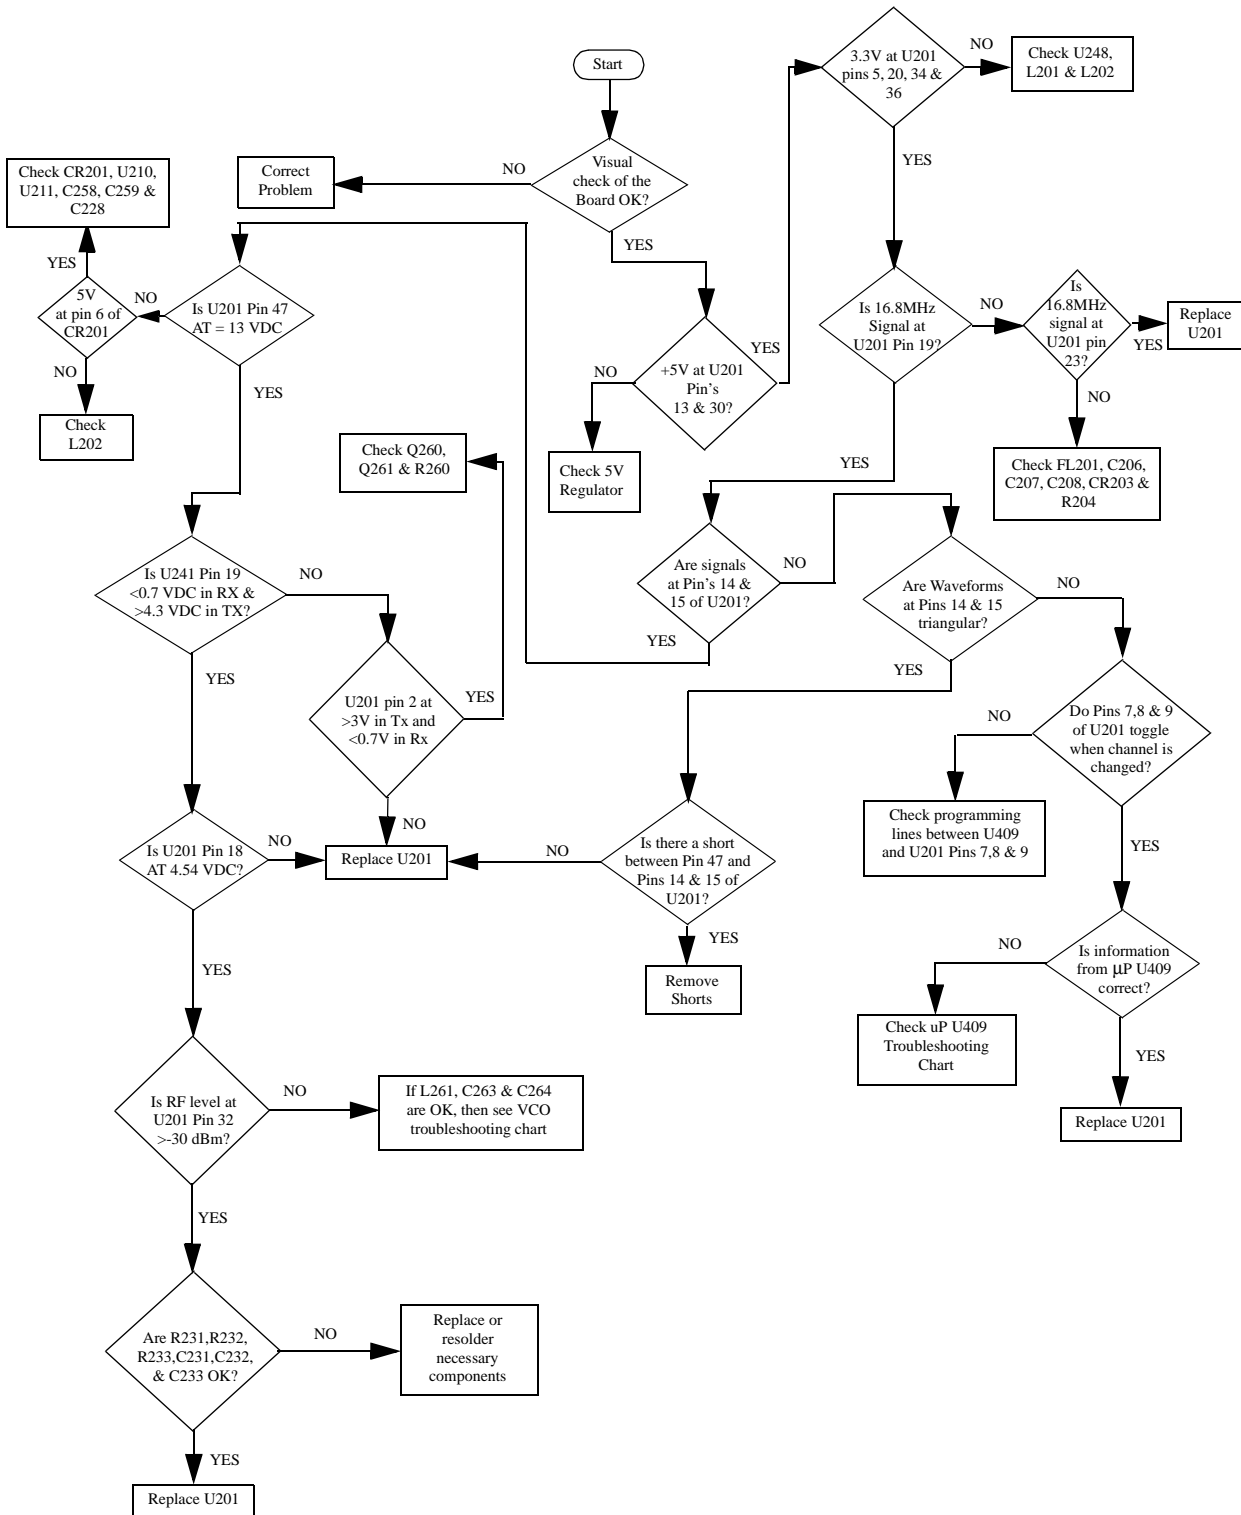 Start
Visual
check of the
Board OK?
NO
Correct
Problem
YES
+5V at U201
Pin's
13 & 30?
NO
Check 5V
Regulator
YES
3.3V at U201
pins 5, 20, 34 &
36
NO
Check U248,
L201 & L202
YES
Is 16.8MHz
Signal at
U201 Pin 19?
NO
Is
16.8MHz
signal at
U201 pin
23?
YES
Replace
U201
NO
Check FL201, C206,
C207, C208, CR203 &
R204
YES
Are signals
at Pin's 14 &
15 of U201?
NO
Are Waveforms
at Pins 14 & 15
triangular?
NO
Do Pins 7,8 & 9
of U201 toggle
when channel is
changed?
NO
Check programming
lines between U409
and U201 Pins 7,8 & 9
YES
Is information
from µP U409
correct?
NO
Check uP U409
Troubleshooting
Chart
YES
Replace U201
YES
Is there a short
between Pin 47 and
Pins 14 & 15 of
U201?
NO
Replace U201
YES
Remove
Shorts
YES
Is U201 Pin 47
AT = 13 VDC
NO
5V
at pin 6 of
CR201
YES
Check CR201, U210,
U211, C258, C259 &
C228
NO
Check
L202
YES
Is U241 Pin 19
<0.7 VDC in RX &
>4.3 VDC in TX?
NO
U201 pin 2 at
>3V in Tx and
<0.7V in Rx
YES
Check Q260,
Q261 & R260
NO
YES
Is U201 Pin 18
AT 4.54 VDC?
NO
YES
Is RF level at
U201 Pin 32
>-30 dBm?
NO
If L261, C263 & C264
are OK, then see VCO
troubleshooting chart
YES
Are R231,R232,
R233,C231,C232,
& C233 OK?
NO
Replace or
resolder
necessary
components
YES
Replace U201